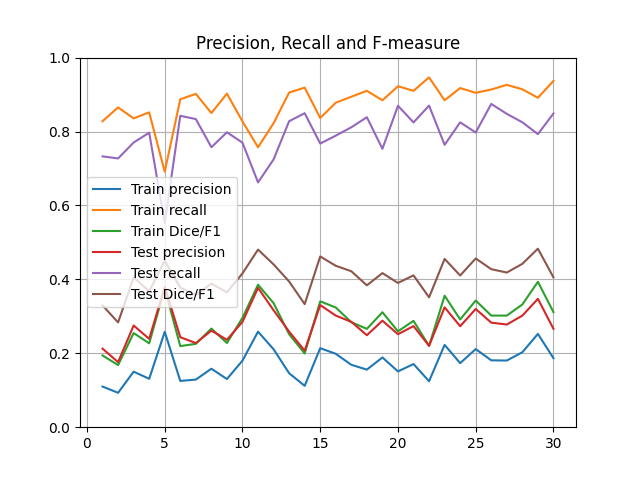 Precision, Recall and F-measure
1.0
0.8
0.6
0.4
0.2
0.0
Train precision
Train recall
Train Dice/F1
Test precision
Test recall
Test Dice/F1
0 5 10 15 20 25 30